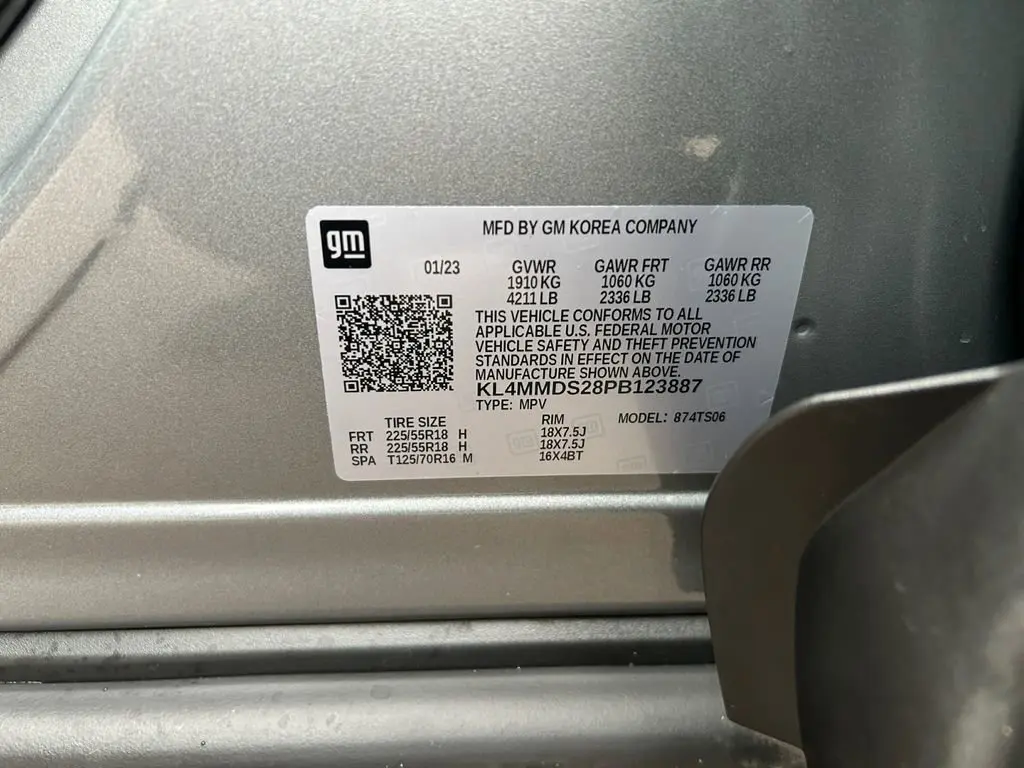 gm
MFD BY GM KOREA COMPANY
01/23 GVWR GAWR FRT GAWR RR
1910 KG 1060 KG 1060 KG
4211 LB 2336 LB 2336 LB
THIS VEHICLE CONFORMS TO ALL
APPLICABLE U.S. FEDERAL MOTOR
VEHICLE SAFETY AND THEFT PREVENTION
STANDARDS IN EFFECT ON THE DATE OF
MANUFACTURE SHOWN ABOVE.
KL4MMDS28PB123887
TYPE: MPV MODEL: 874TS06
TIRE SIZE RIM
FRT 225/55R18 H 18X7.5J
RR 225/55R18 H 18X7.5J
SPA T125/70R16 M 16X4BT